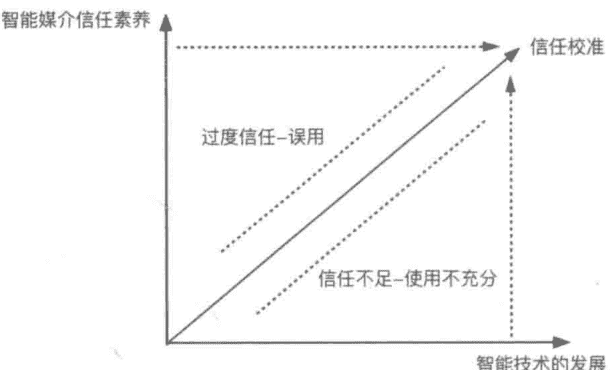 智能媒介信任素养
信任校准
过度信任–误用
信任不足–使用不充分
智能技术的发展